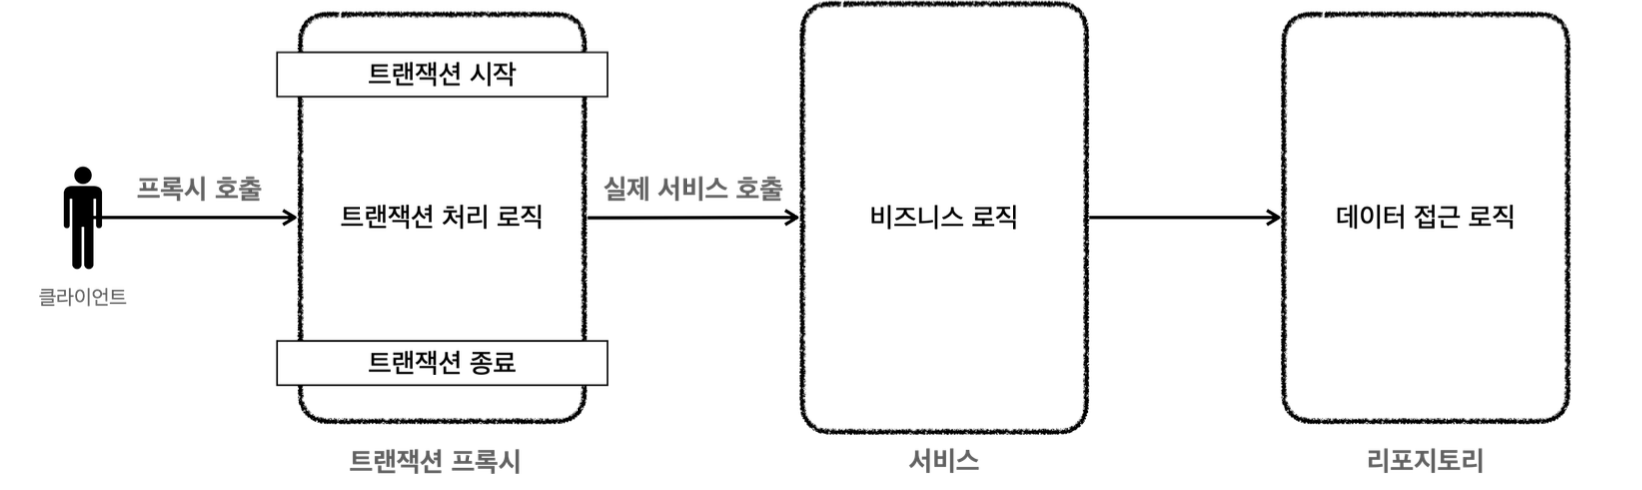 트랜잭션 시작
프록시 호출
실제 서비스 호출
트랜잭션 처리 로직
비즈니스 로직
데이터 접근 로직
클라이언트
트랜잭션 종료
트랜잭션 프록시
서비스
리포지토리